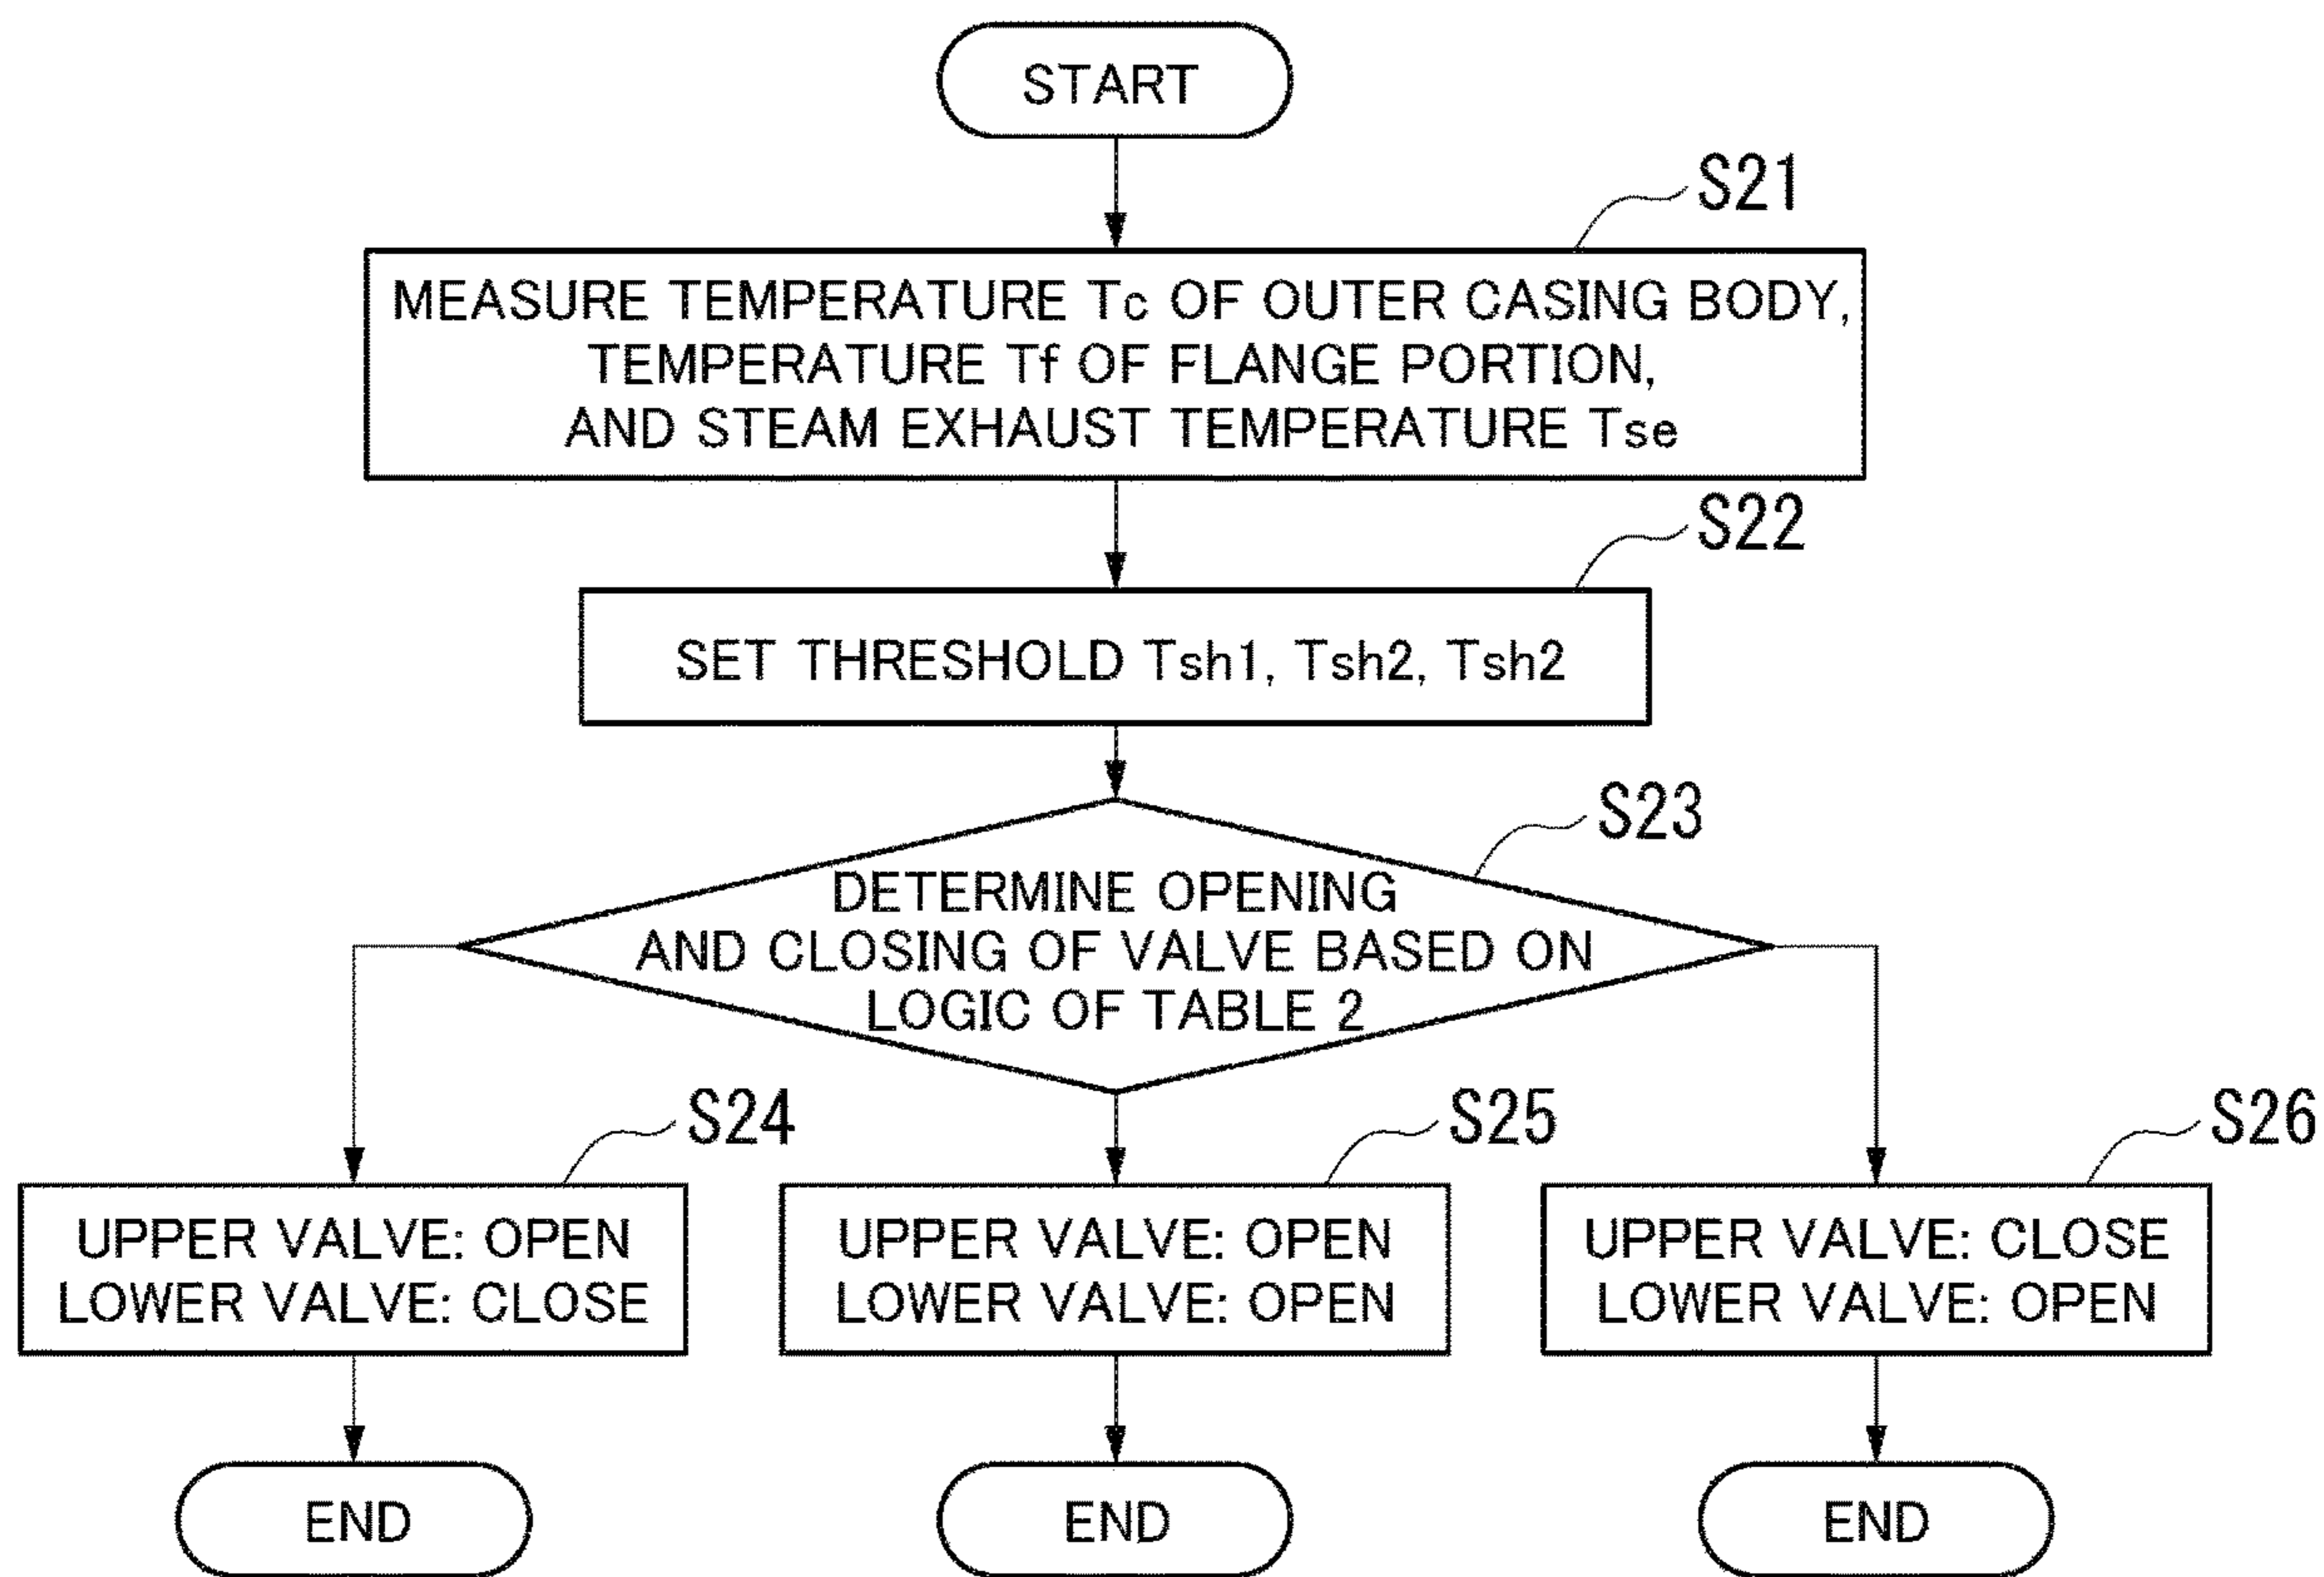 START
S21
MEASURE TEMPERATURE Tc OF OUTER CASING BODY,
TEMPERATURE Tf OF FLANGE PORTION,
AND STEAM EXHAUST TEMPERATURE Tse
S22
SET THRESHOLD Tsh1, Tsh2, Tsh2
S23
DETERMINE OPENING
AND CLOSING OF VALVE BASED ON
LOGIC OF TABLE 2
S24
UPPER VALVE: OPEN
LOWER VALVE: CLOSE
END
S25
UPPER VALVE: OPEN
LOWER VALVE: OPEN
END
S26
UPPER VALVE: CLOSE
LOWER VALVE: OPEN
END